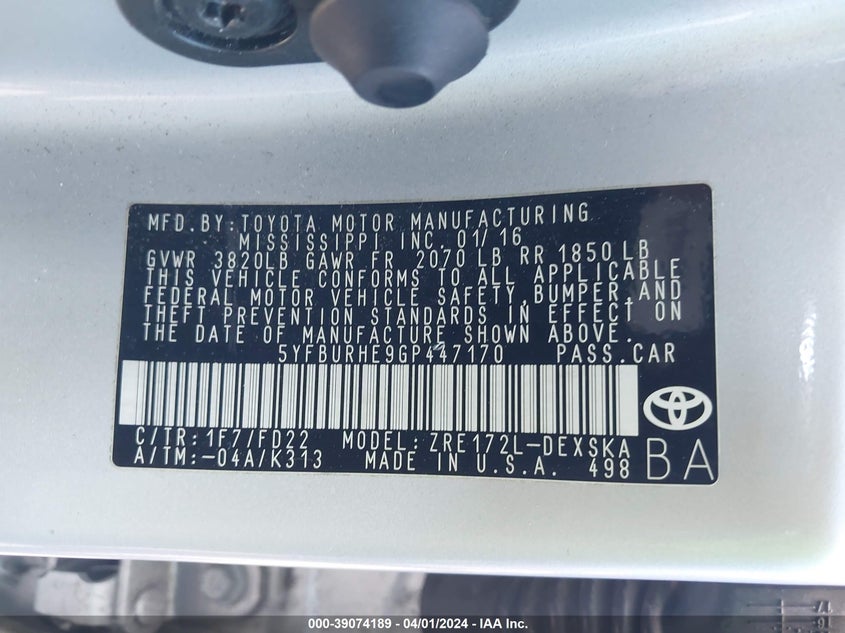 MFD.BY:TOYOTA MOTOR MANUFACTURING
MISSISSIPPI INC. 01/16
GVWR 3820LB GAWR FR 2070 LB RR 1850 LB
THIS VEHICLE CONFORMS TO ALL APPLICABLE
FEDERAL MOTOR VEHICLE SAFETY,BUMPER,AND
THEFT PREVENTION STANDARDS IN EFFECT ON
THE DATE OF MANUFACTURE SHOWN ABOVE.
5YFBURHE9GP447170 PASS.CAR
C/TR:1F7/FD22 MODEL:ZRE172L-DEXSKA
A/TM:-04A/K313 MADE IN U.S.A. 498
BA
000-39074189 - 04/01/2024 - IAA Inc.